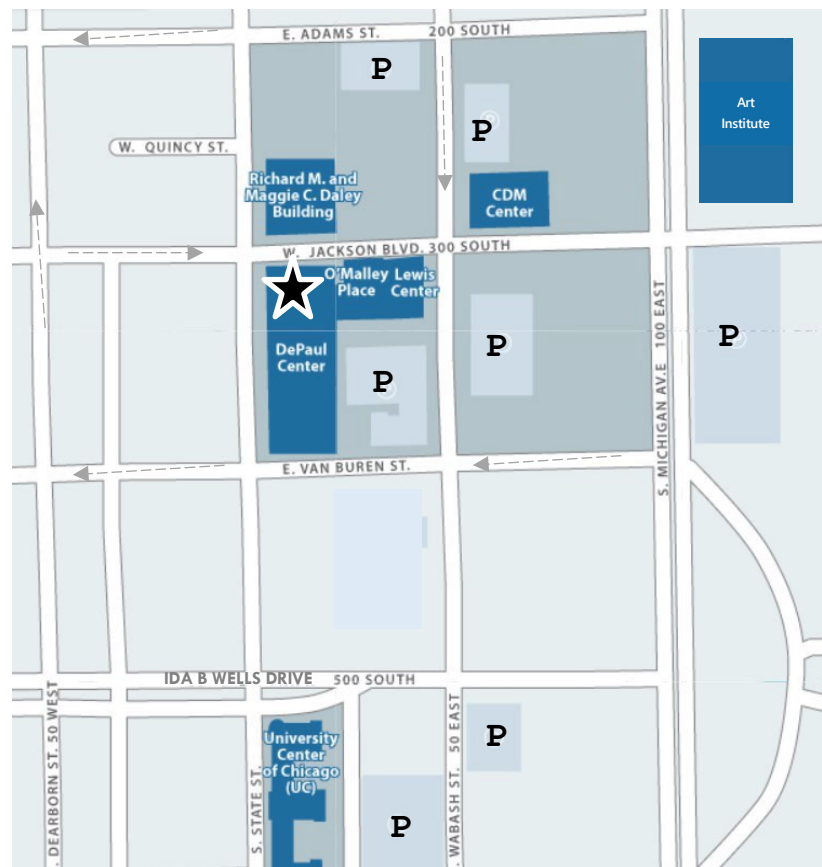 E. ADAMS ST. 200 SOUTH
P
P
Art
Institute
W. QUINCY ST.
Richard M. and
Maggie C. Daley
Building
CDM
Center
W. JACKSON BLVD. 300 SOUTH
O'Malley
Place
Lewis
Center
DePaul
Center
P
P
P
S. MICHIGAN AV.E 100 EAST
E. VAN BUREN ST.
IDA B WELLS DRIVE 500 SOUTH
. DEARBORN ST. 50 WEST
S. STATE ST.
University
Center
of Chicago
(UC)
. WABASH ST. 50 EAST
P
P